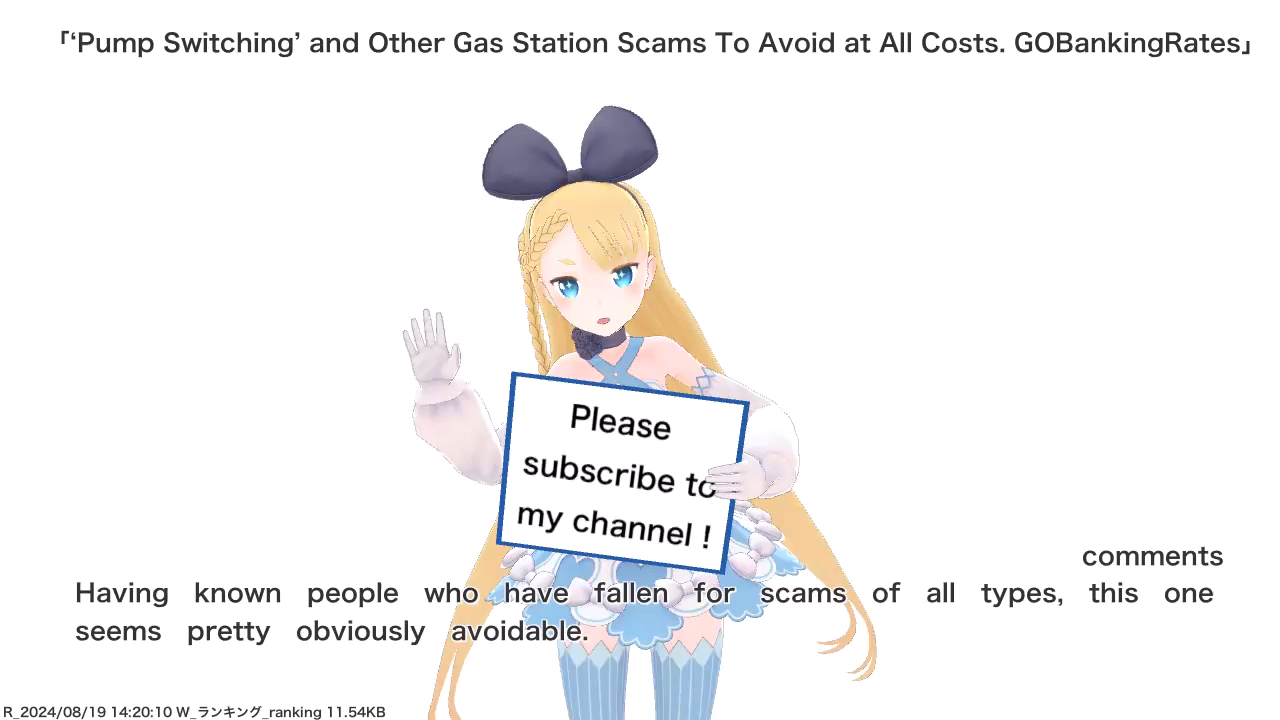 「‘Pump Switching’ and Other Gas Station Scams To Avoid at All Costs. GOBankingRates」
Please
subscribe to
my channel !
comments
Having known people who have fallen for scams of all types, this one
seems pretty obviously avoidable.
R_2024/08/19 14:20:10 W_ランキング_ranking 11.54KB